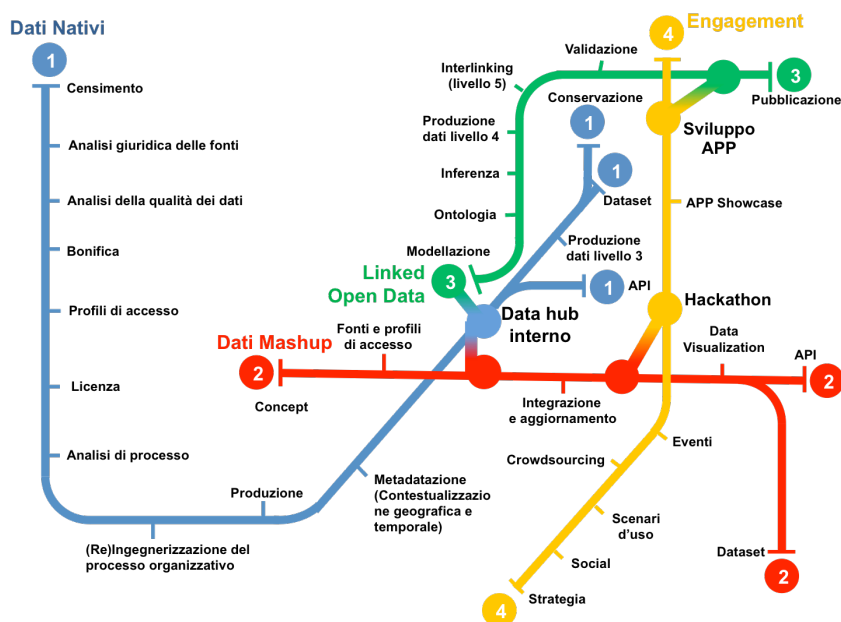 Dati Nativi
1
Censimento
Analisi giuridica delle fonti
Analisi della qualità dei dati
Bonifica
Profili di accesso
Licenza
Analisi di processo
(Re)Ingegnerizzazione del
processo organizzativo
Produzione
Metadatazione
(Contestualizzazio
ne geografica e
temporale)
Data hub
interno
Produzione
dati livello 3
1
API
1
Dataset
1
Conservazione
Dati Mashup
2
Concept
Fonti e profili
di accesso
Integrazione
e aggiornamento
Data
Visualization
API
2
Dataset
2
Linked
Open Data
3
Modellazione
Ontologia
Inferenza
Produzione
dati livello 4
Interlinking
(livello 5)
Validazione
3
Pubblicazione
Engagement
4
Sviluppo
APP
APP Showcase
Hackathon
Eventi
Crowdsourcing
Scenari
d'uso
Social
Strategia
4